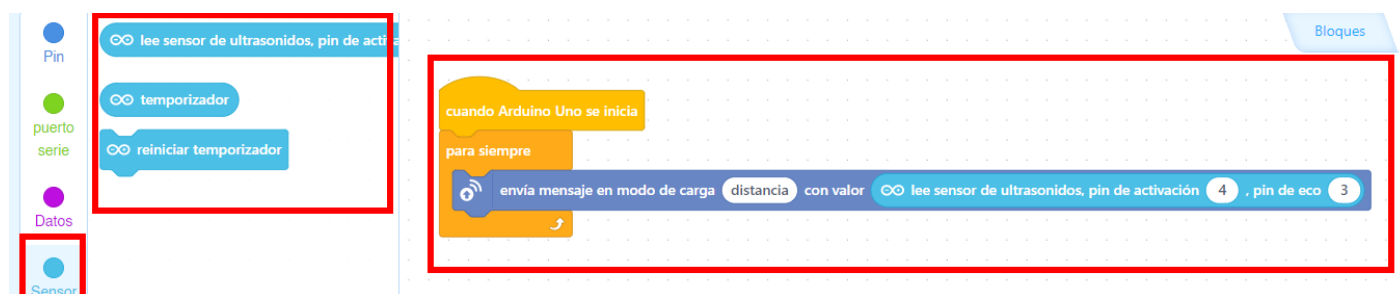 Pin
puerto
serie
Datos
Sensor
lee sensor de ultrasonidos, pin de activa
temporizador
reiniciar temporizador
Bloques
cuando Arduino Uno se inicia
para siempre
envía mensaje en modo de carga distancia con valor lee sensor de ultrasonidos, pin de activación 4 , pin de eco 3